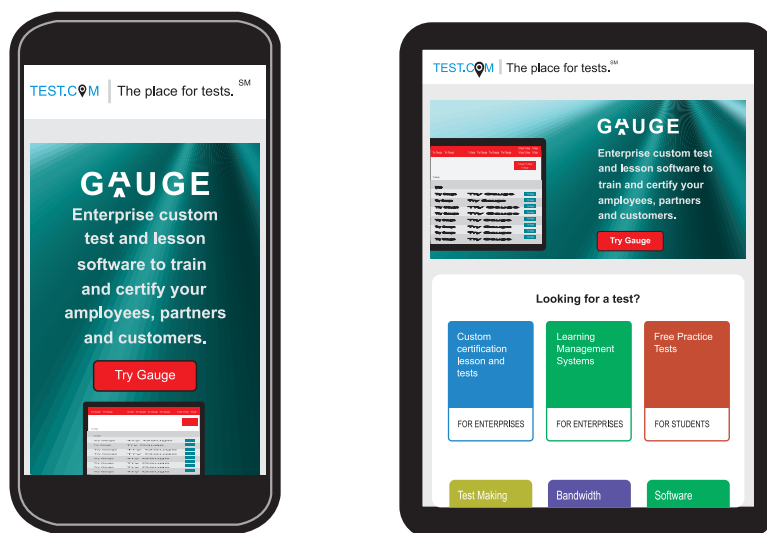 TEST.COM | The place for tests. SM
GAUGE
Enterprise custom
test and lesson
software to train
and certify your
amployees, partners
and customers.
Try Gauge
TEST.COM | The place for tests. SM
GAUGE
Enterprise custom test
and lesson software to
train and certify your
amployees, partners
and customers.
Try Gauge
Looking for a test?
Custom
certification
lesson and
tests
FOR ENTERPRISES
Learning
Management
Systems
FOR ENTERPRISES
Free Practice
Tests
FOR STUDENTS
Test Making
Bandwidth
Software